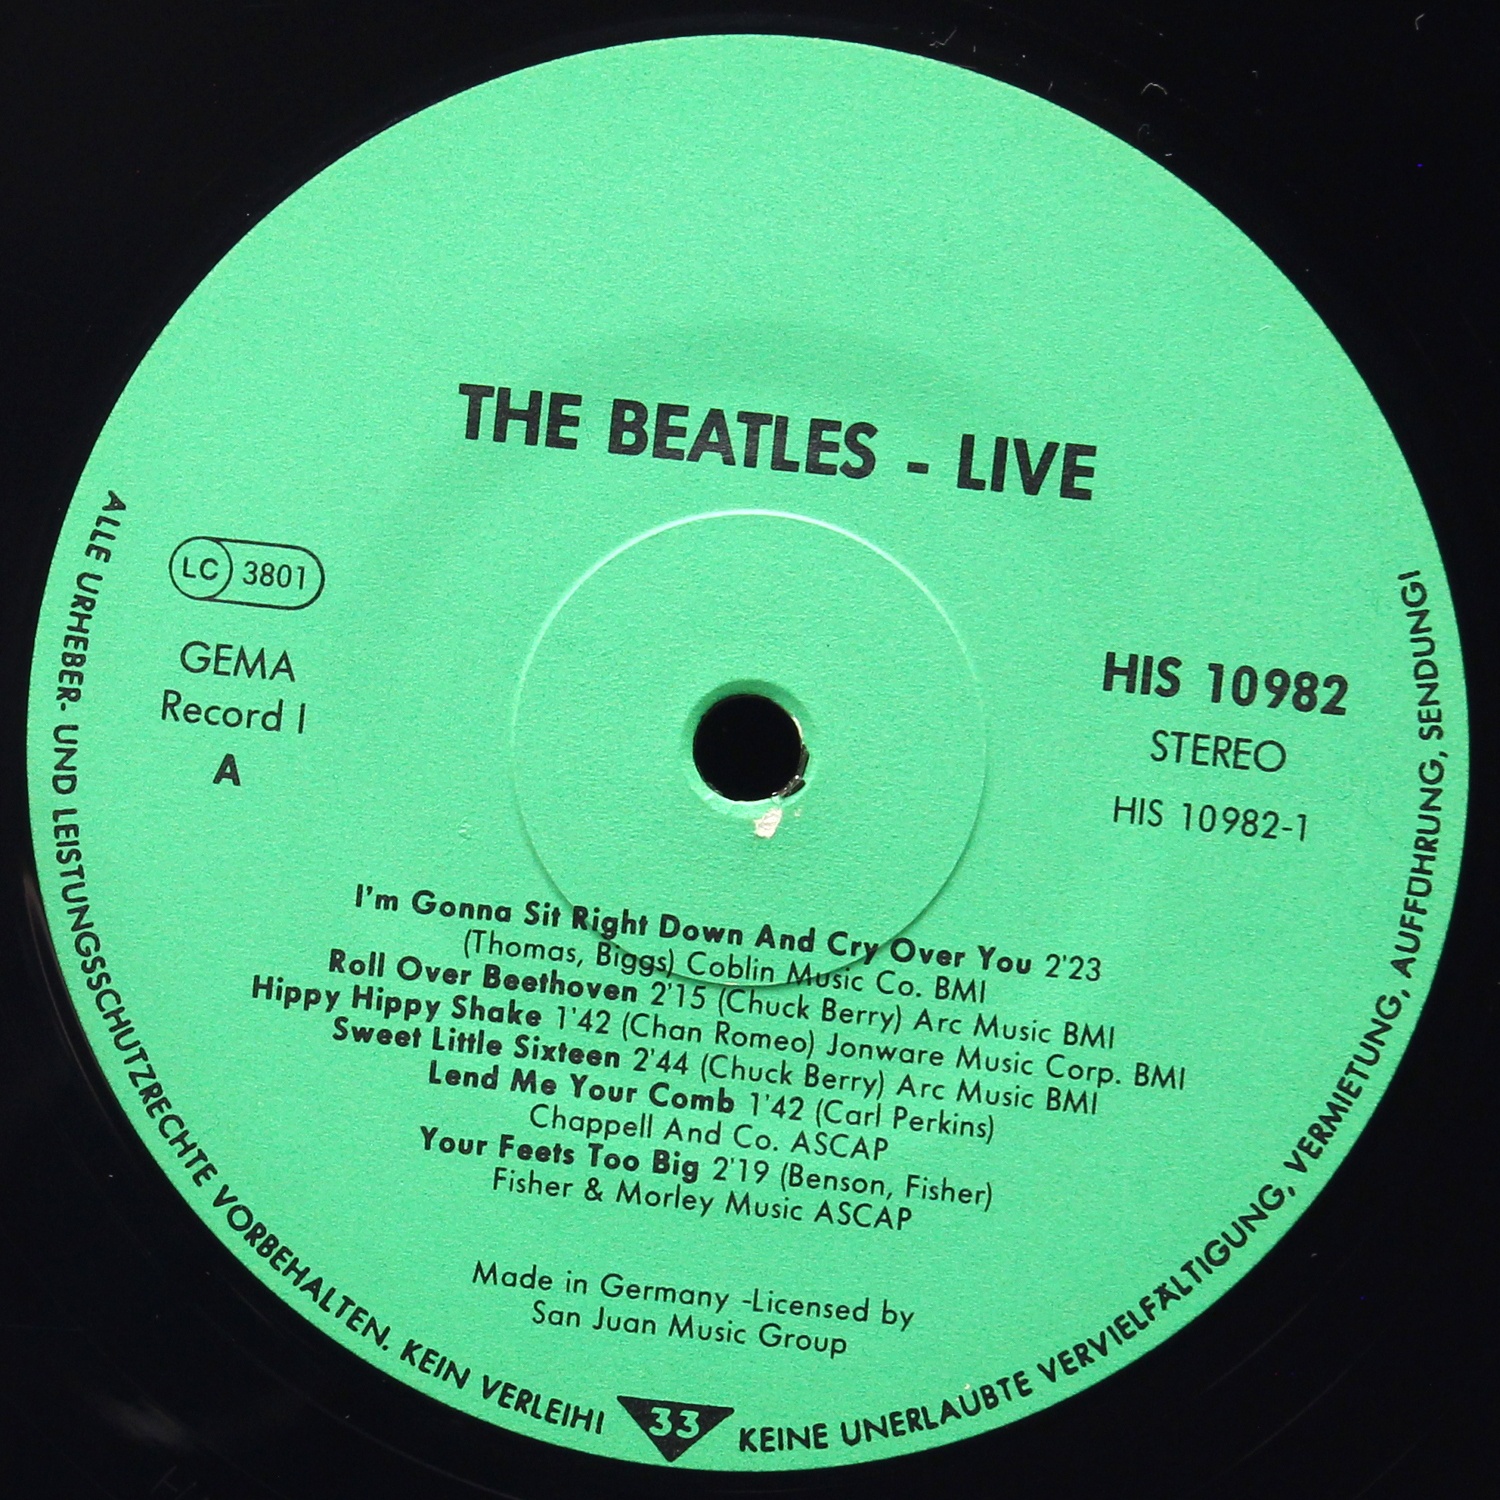 THE BEATLES - LIVE
LC 3801
GEMA
Record I
A
HIS 10982
STEREO
HIS 10982-1
I'm Gonna Sit Right Down And Cry Over You 2'23
(Thomas, Biggs) Coblin Music Co. BMI
Roll Over Beethoven 2'15 (Chuck Berry) Arc Music BMI
Hippy Hippy Shake 1'42 (Chan Romeo) Jonware Music Corp. BMI
Sweet Little Sixteen 2'44 (Chuck Berry) Arc Music BMI
Lend Me Your Comb 1'42 (Carl Perkins)
Chappell And Co. ASCAP
Your Feets Too Big 2'19 (Benson, Fisher)
Fisher & Morley Music ASCAP
Made in Germany -Licensed by
San Juan Music Group
ALLE URHEBER- UND LEISTUNGSSCHUTZRECHTE VORBEHALTEN. KEIN VERLEIH!
33
KEINE UNERLAUBTE VERVIELFÄLTIGUNG, VERMIETUNG, AUFFÜHRUNG, SENDUNG!